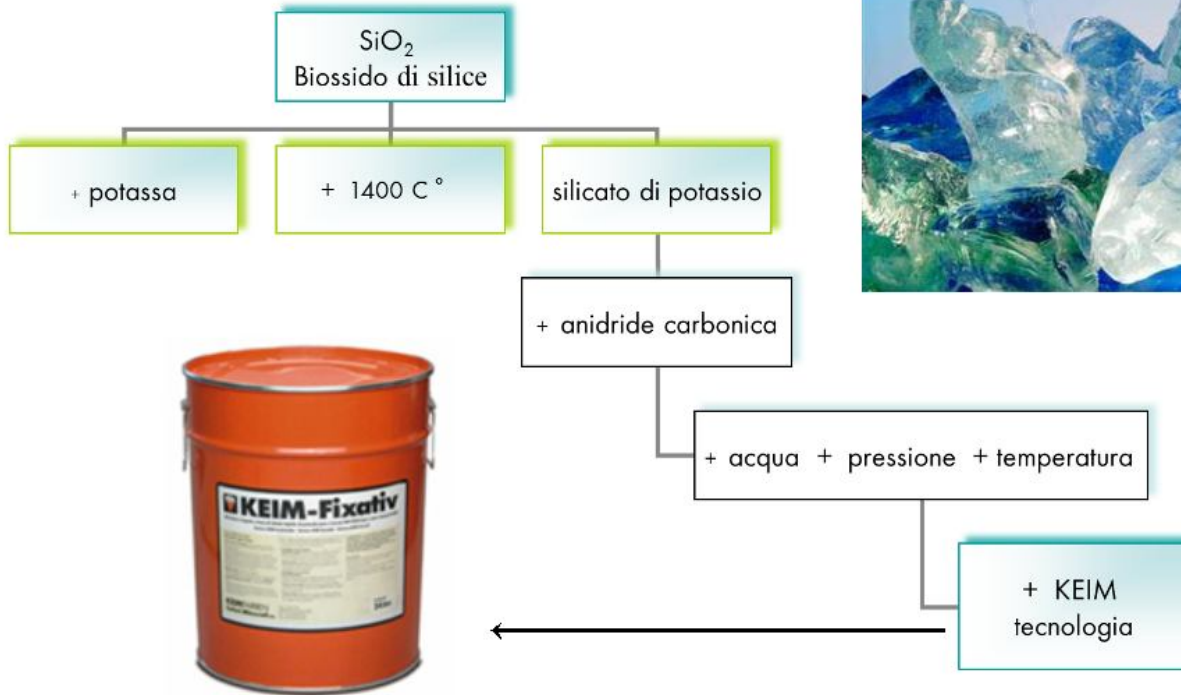 SiO₂
Biossido di silice
+ potassa
+ 1400 C °
silicato di potassio
+ anidride carbonica
+ acqua + pressione + temperatura
+ KEIM
tecnologia
KEIM-Fixativ